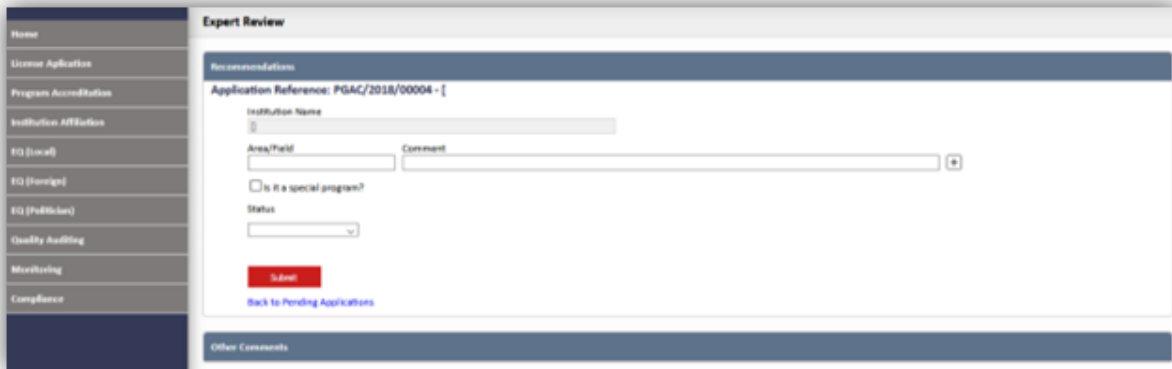 Home
License Aplication
Program Accreditation
Institution Affiliation
EQ (Local)
EQ (Foreign)
EQ (Politician)
Quality Auditing
Monitoring
Compliance
Expert Review
Recommendations
Application Reference: PGAC/2018/00004 - [
Institution Name
[]
Area/Field Comment
+
Is it a special program?
Status
Submit
Back to Pending Applications
Other Comments